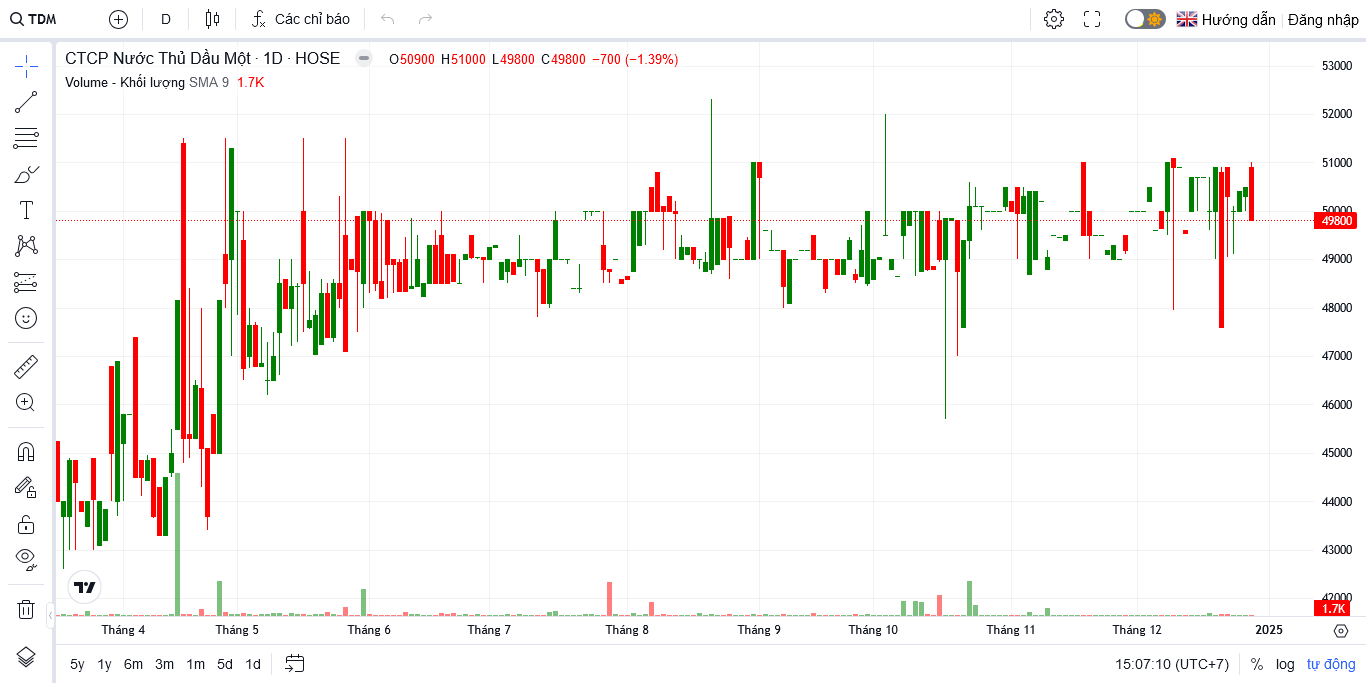 TDM D Các chỉ báo Hướng dẫn Đăng nhập
CTCP Nước Thủ Dầu Một · 1D · HOSE O50900 H51000 L49800 C49800 −700 (−1.39%)
Volume - Khối lượng SMA 9 1.7K
53000
52000
51000
50000
49800
49000
48000
47000
46000
45000
44000
43000
42000
1.7K
Tháng 4 Tháng 5 Tháng 6 Tháng 7 Tháng 8 Tháng 9 Tháng 10 Tháng 11 Tháng 12 2025
5y 1y 6m 3m 1m 5d 1d 15:07:10 (UTC+7) % log tự động